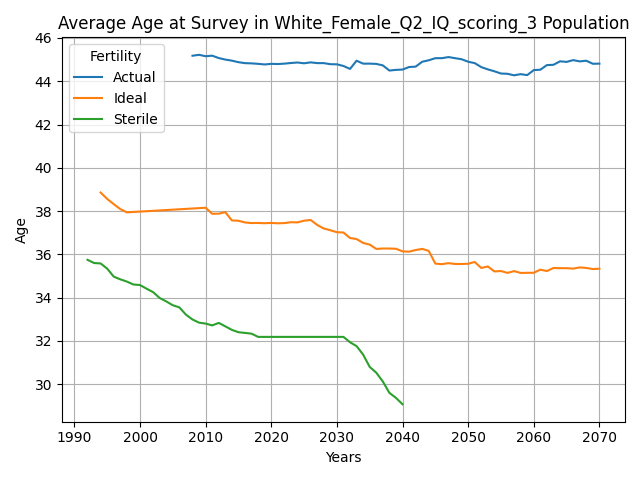 Average Age at Survey in White_Female_Q2_IQ_scoring_3 Population
Fertility
Actual
Ideal
Sterile
Age
46
44
42
40
38
36
34
32
30
1990
2000
2010
2020
2030
2040
2050
2060
2070
Years